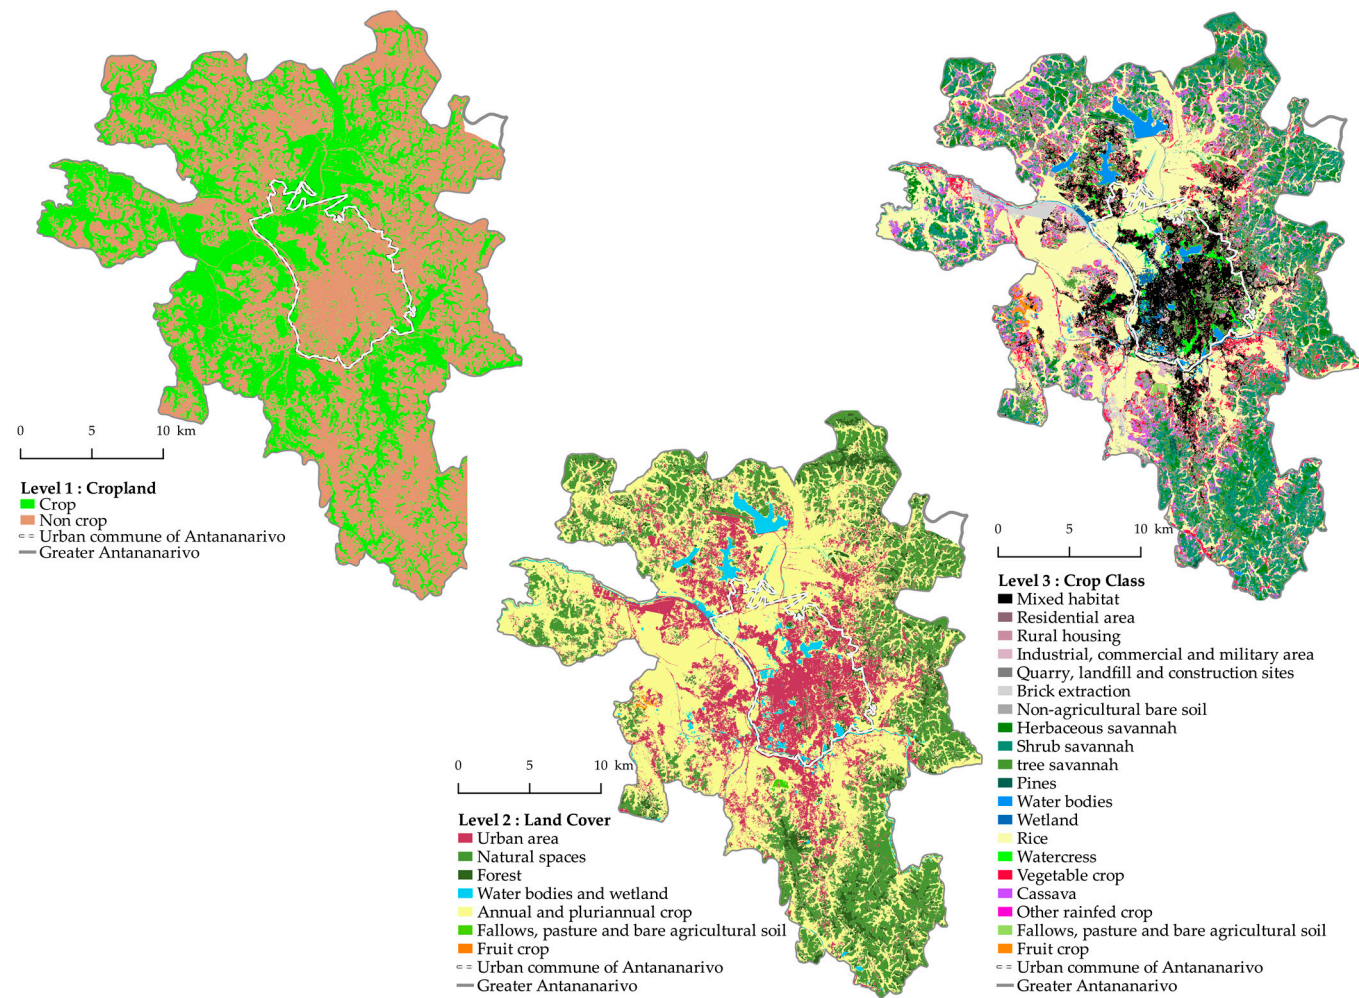 0 5 10 km
Level 1 : Cropland
Crop
Non crop
Urban commune of Antananarivo
Greater Antananarivo
0 5 10 km
Level 2 : Land Cover
Urban area
Natural spaces
Forest
Water bodies and wetland
Annual and pluriannual crop
Fallows, pasture and bare agricultural soil
Fruit crop
Urban commune of Antananarivo
Greater Antananarivo
0 5 10 km
Level 3 : Crop Class
Mixed habitat
Residential area
Rural housing
Industrial, commercial and military area
Quarry, landfill and construction sites
Brick extraction
Non-agricultural bare soil
Herbaceous savannah
Shrub savannah
tree savannah
Pines
Water bodies
Wetland
Rice
Watercress
Vegetable crop
Cassava
Other rainfed crop
Fallows, pasture and bare agricultural soil
Fruit crop
Urban commune of Antananarivo
Greater Antananarivo